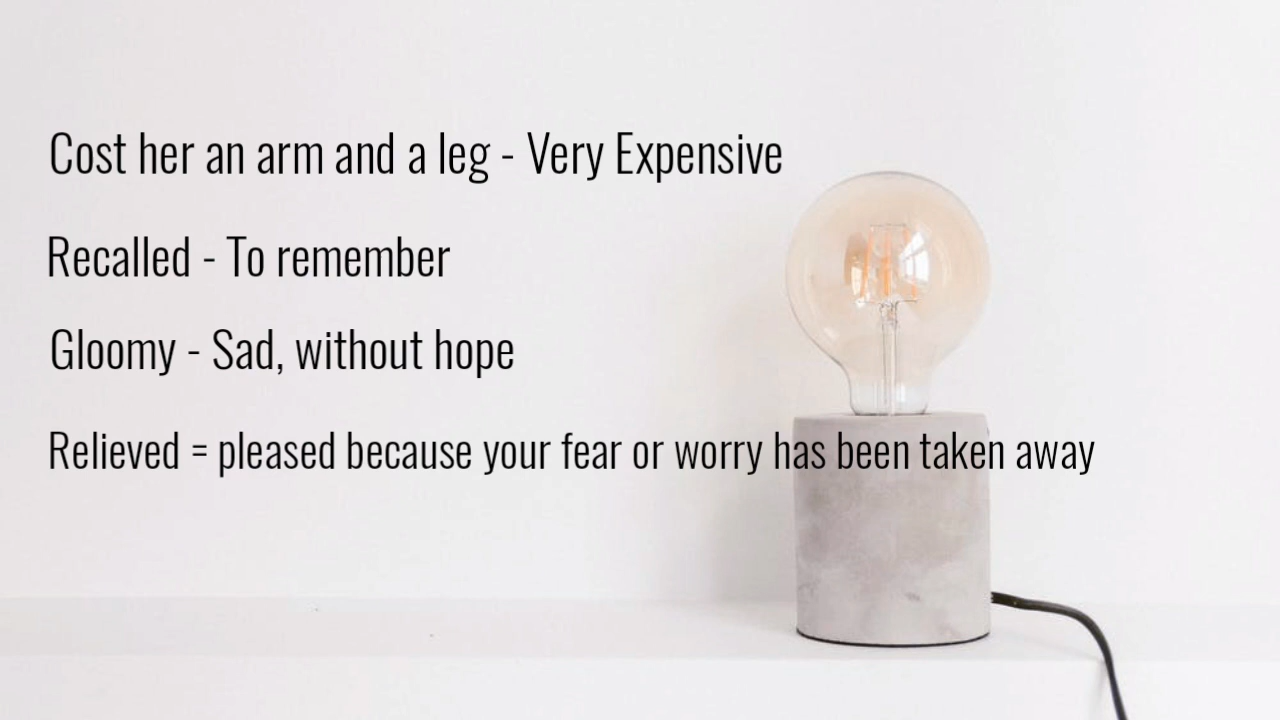 Cost her an arm and a leg - Very Expensive
Recalled - To remember
Gloomy - Sad, without hope
Relieved = pleased because your fear or worry has been taken away